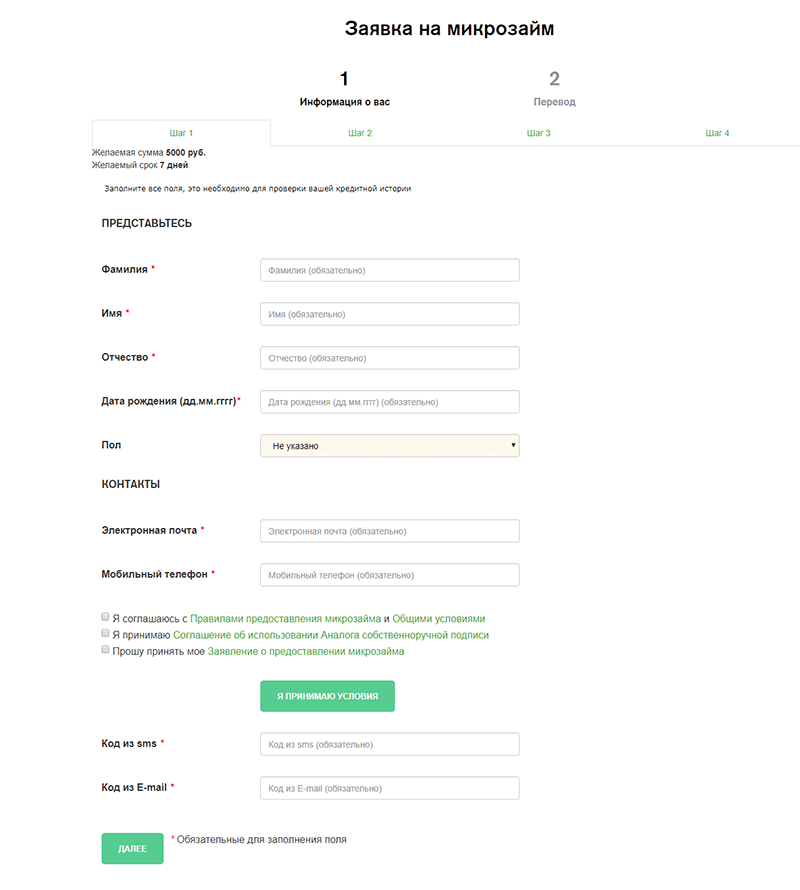 Заявка на микрозайм
1 2
Информация о вас Перевод
Шаг 1 Шаг 2 Шаг 3 Шаг 4
Желаемая сумма 5000 руб.
Желаемый срок 7 дней
Заполните все поля, это необходимо для проверки вашей кредитной истории
ПРЕДСТАВЬТЕСЬ
Фамилия * Фамилия (обязательно)
Имя * Имя (обязательно)
Отчество * Отчество (обязательно)
Дата рождения (дд.мм.гггг)* Дата рождения (дд.мм.гггг) (обязательно)
Пол Не указано
КОНТАКТЫ
Электронная почта * Электронная почта (обязательно)
Мобильный телефон * Мобильный телефон (обязательно)
Я соглашаюсь с Правилами предоставления микрозайма и Общими условиями
Я принимаю Соглашение об использовании Аналога собственноручной подписи
Прошу принять мое Заявление о предоставлении микрозайма
Я ПРИНИМАЮ УСЛОВИЯ
Код из sms * Код из sms (обязательно)
Код из E-mail * Код из E-mail (обязательно)
ДАЛЕЕ * Обязательные для заполнения поля